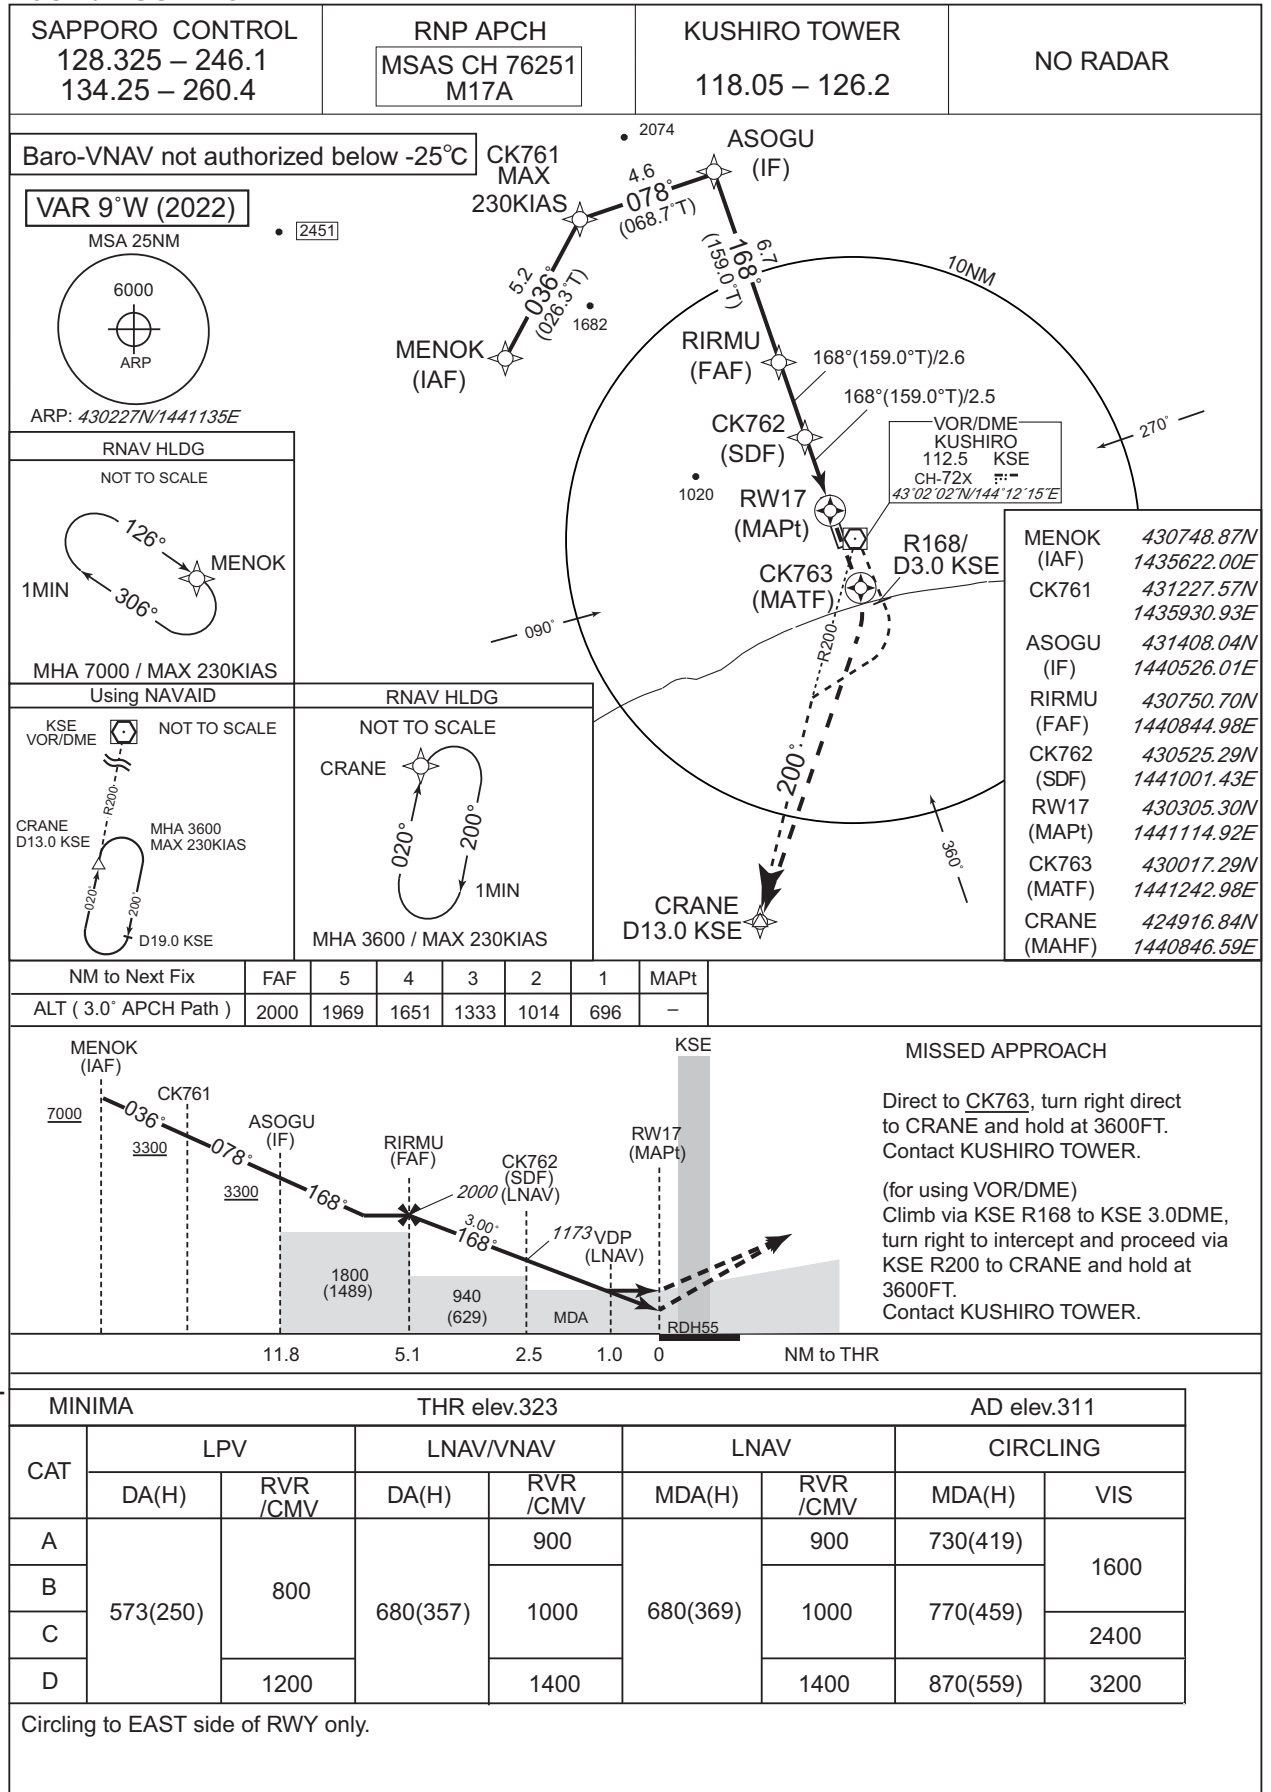 SAPPORO CONTROL
128.325 – 246.1
134.25 – 260.4
RNP APCH
MSAS CH 76251
M17A
KUSHIRO TOWER
118.05 – 126.2
NO RADAR
Baro-VNAV not authorized below -25°C
VAR 9°W (2022)
MSA 25NM
6000
ARP
ARP: 430227N/1441135E
2451
2074
1682
1020
CK761
MAX
230KIAS
ASOGU
(IF)
4.6
078°
(068.7°T)
5.2
036°
(026.3°T)
MENOK
(IAF)
6.7
168°
(159.0°T)
10NM
RIRMU
(FAF)
168°(159.0°T)/2.6
CK762
(SDF)
168°(159.0°T)/2.5
VOR/DME
KUSHIRO
112.5 KSE
CH-72X
43°02´02˝N/144°12´15˝E
270°
RW17
(MAPt)
R168/
D3.0 KSE
CK763
(MATF)
090°
R200
200°
360°
CRANE
D13.0 KSE
RNAV HLDG
NOT TO SCALE
126°
MENOK
1MIN
306°
MHA 7000 / MAX 230KIAS
Using NAVAID
KSE
VOR/DME
NOT TO SCALE
R200
CRANE
D13.0 KSE
MHA 3600
MAX 230KIAS
020°
200°
D19.0 KSE
RNAV HLDG
NOT TO SCALE
CRANE
020°
200°
1MIN
MHA 3600 / MAX 230KIAS
MENOK 430748.87N
(IAF) 1435622.00E
CK761 431227.57N
1435930.93E
ASOGU 431408.04N
(IF) 1440526.01E
RIRMU 430750.70N
(FAF) 1440844.98E
CK762 430525.29N
(SDF) 1441001.43E
RW17 430305.30N
(MAPt) 1441114.92E
CK763 430017.29N
(MATF) 1441242.98E
CRANE 424916.84N
(MAHF) 1440846.59E
NM to Next Fix FAF 5 4 3 2 1 MAPt
ALT ( 3.0° APCH Path ) 2000 1969 1651 1333 1014 696 –
MENOK
(IAF)
7000
036°
CK761
3300
078°
ASOGU
(IF)
3300
168°
RIRMU
(FAF)
2000
3.00°
168°
CK762
(SDF)
(LNAV)
1173
VDP
(LNAV)
RW17
(MAPt)
KSE
1800
(1489)
940
(629)
MDA
RDH55
11.8 5.1 2.5 1.0 0 NM to THR
MISSED APPROACH
Direct to CK763, turn right direct
to CRANE and hold at 3600FT.
Contact KUSHIRO TOWER.
(for using VOR/DME)
Climb via KSE R168 to KSE 3.0DME,
turn right to intercept and proceed via
KSE R200 to CRANE and hold at
3600FT.
Contact KUSHIRO TOWER.
MINIMA THR elev.323 AD elev.311
CAT LPV LNAV/VNAV LNAV CIRCLING
DA(H) RVR /CMV DA(H) RVR /CMV MDA(H) RVR /CMV MDA(H) VIS
A 900 900 730(419)
B 1600
573(250) 800 680(357) 1000 680(369) 1000 770(459)
C 2400
D 1200 1400 1400 870(559) 3200
Circling to EAST side of RWY only.